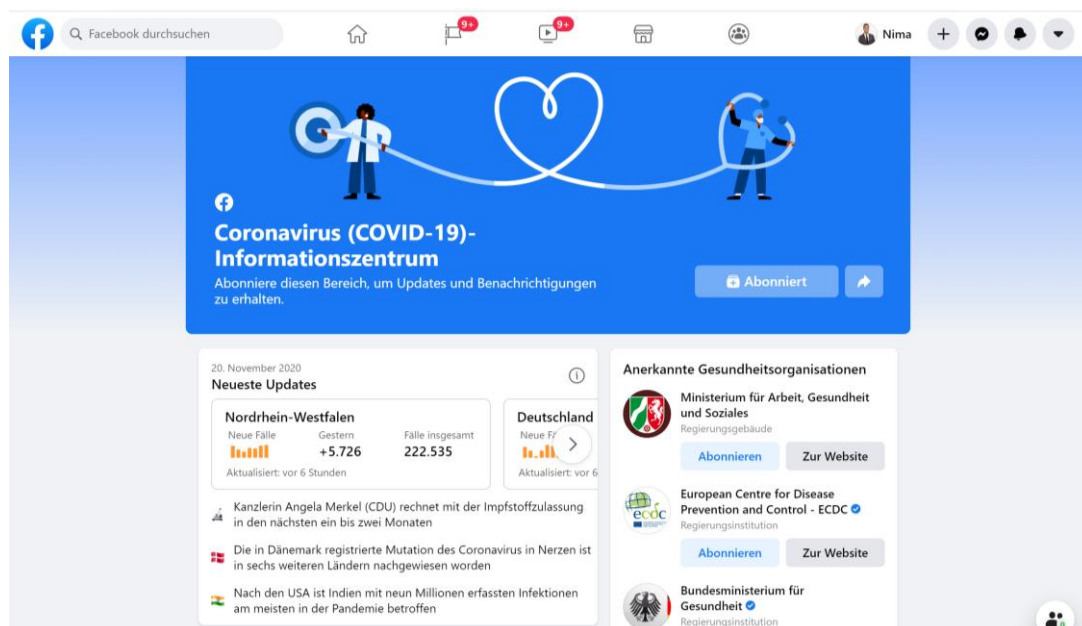 Facebook durchsuchen
9+
9+
Nima
Coronavirus (COVID-19)-
Informationszentrum
Abonniere diesen Bereich, um Updates und Benachrichtigungen
zu erhalten.
Abonniert
20. November 2020
Neueste Updates
Nordrhein-Westfalen
Neue Fälle Gestern Fälle insgesamt
+5.726 222.535
Aktualisiert: vor 6 Stunden
Deutschland
Neue
Aktualisiert: vor 6
Kanzlerin Angela Merkel (CDU) rechnet mit der Impfstoffzulassung
in den nächsten ein bis zwei Monaten
Die in Dänemark registrierte Mutation des Coronavirus in Nerzen ist
in sechs weiteren Ländern nachgewiesen worden
Nach den USA ist Indien mit neun Millionen erfassten Infektionen
am meisten in der Pandemie betroffen
Anerkannte Gesundheitsorganisationen
Ministerium für Arbeit, Gesundheit
und Soziales
Regierungsgebäude
Abonnieren Zur Website
ecdc
European Centre for Disease
Prevention and Control - ECDC
Regierungsinstitution
Abonnieren Zur Website
Bundesministerium für
Gesundheit
Regierungsinstitution